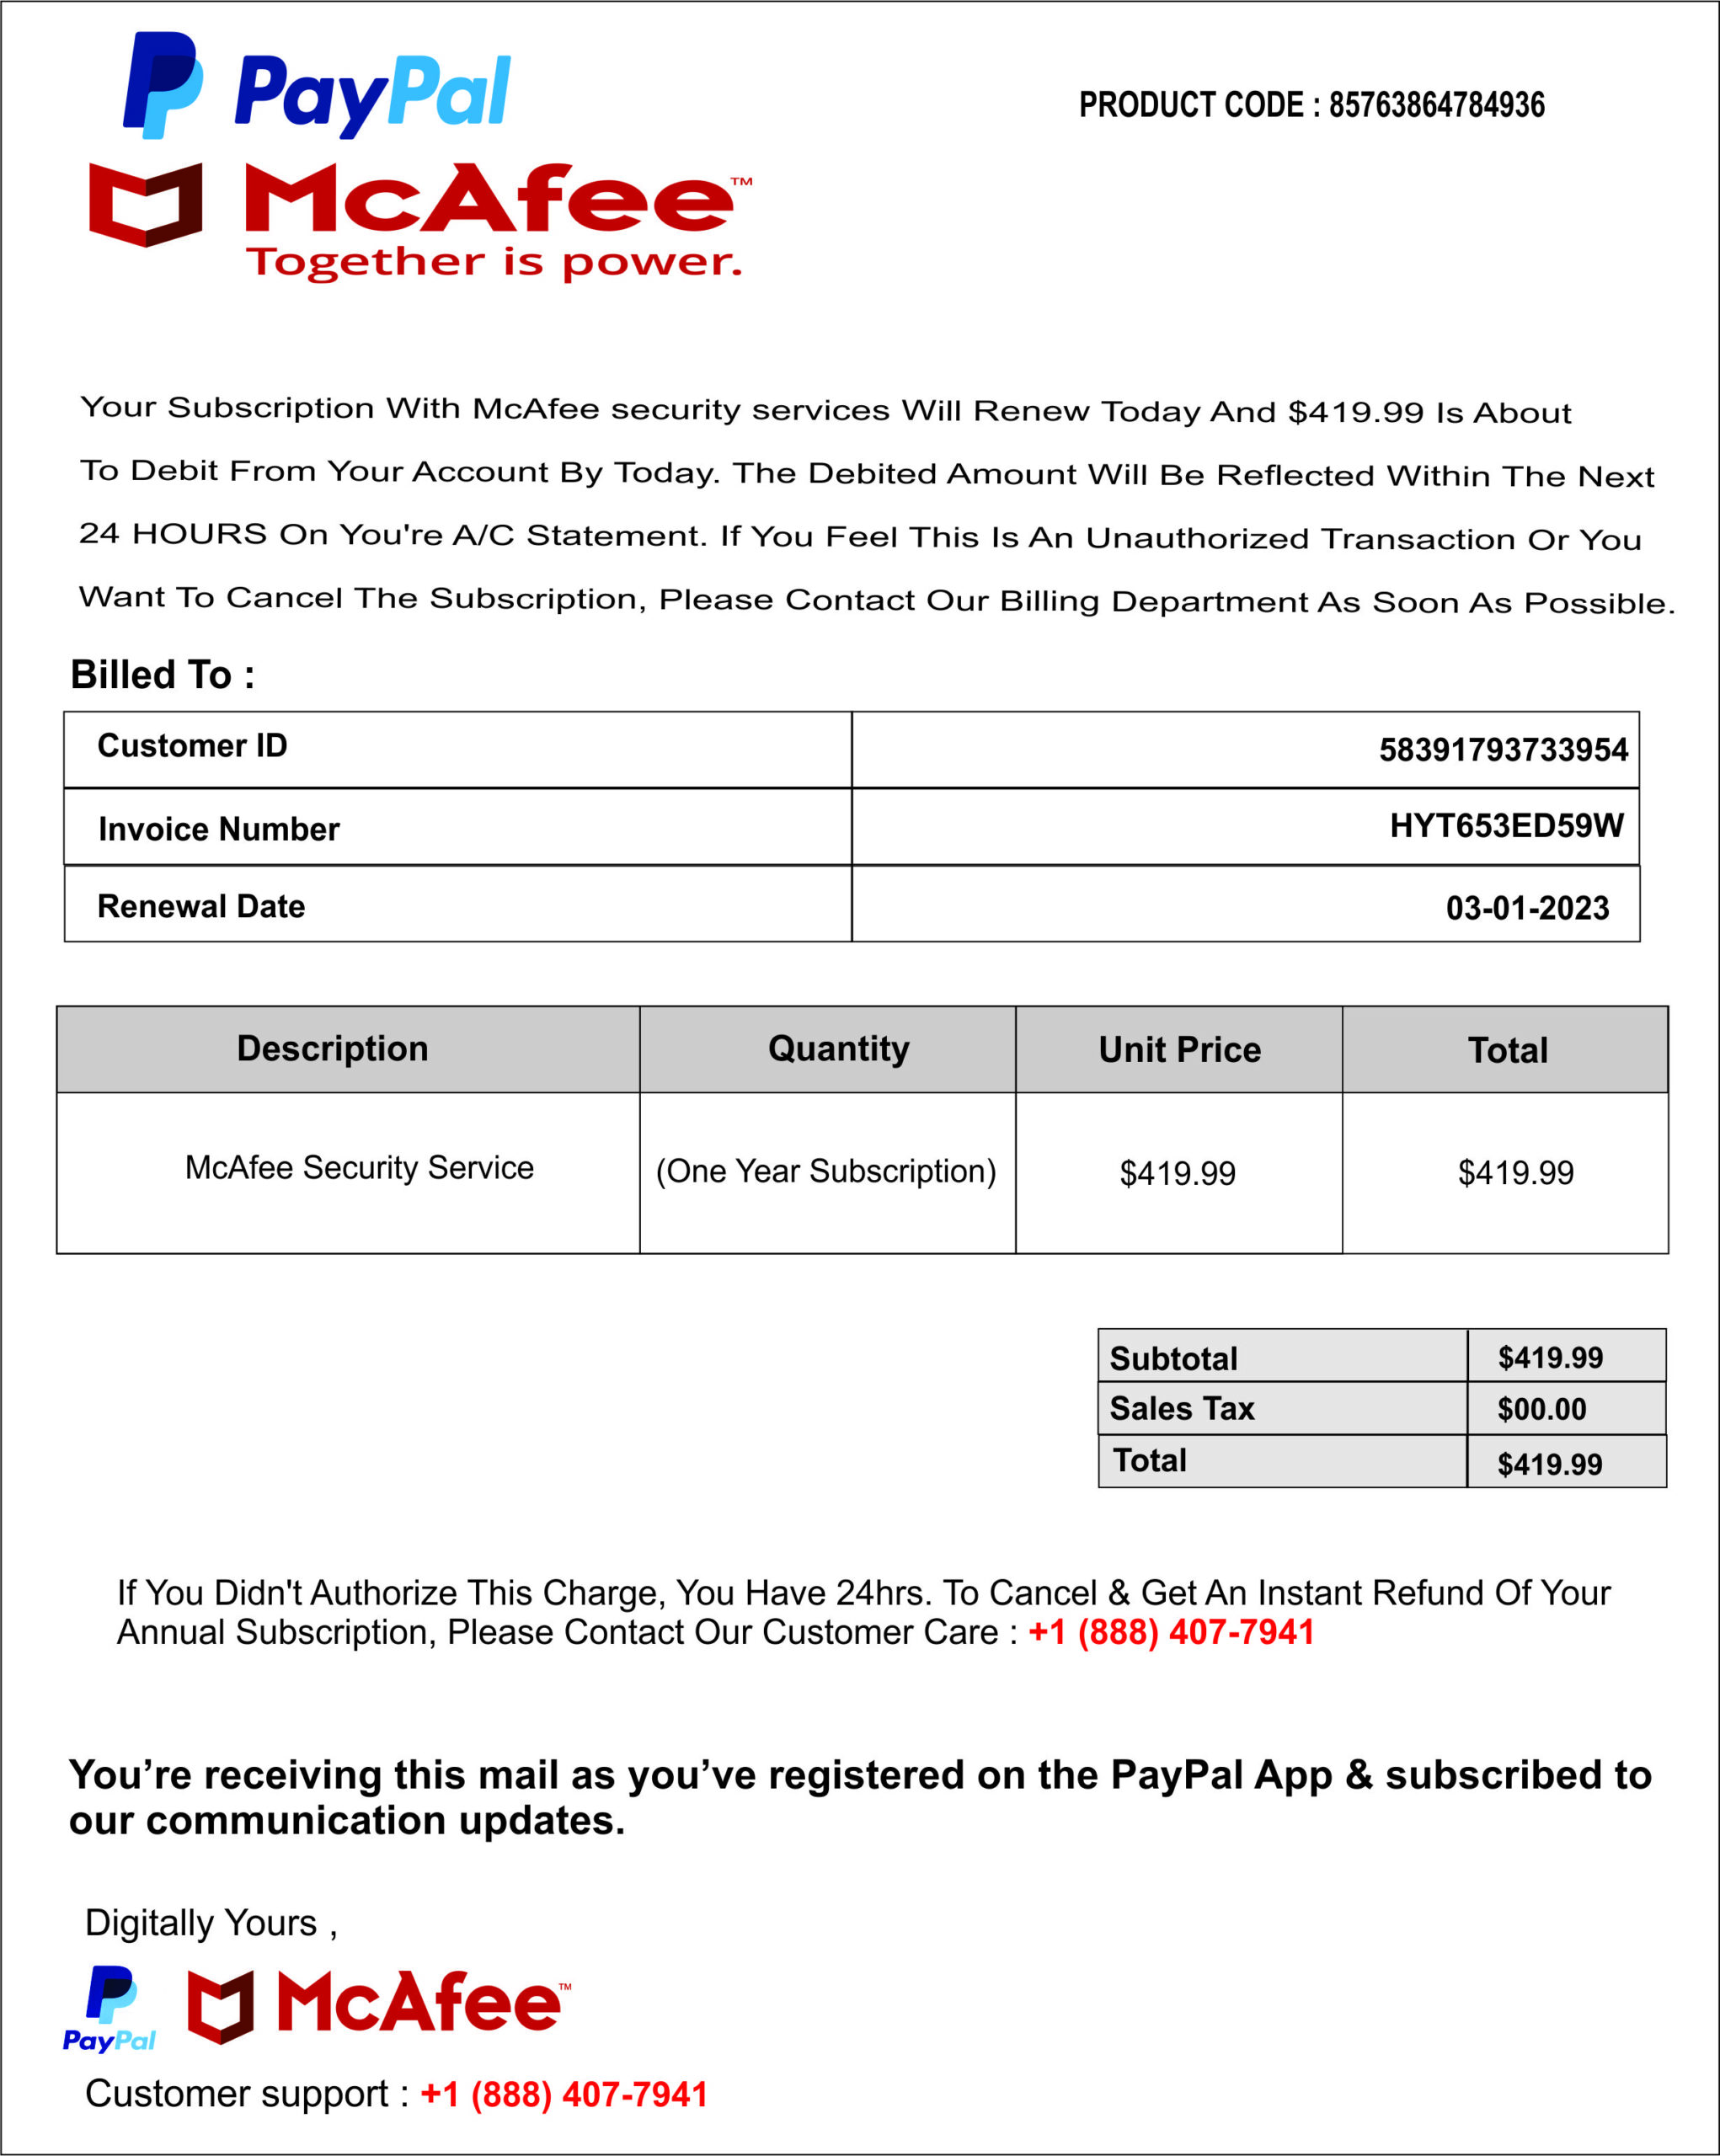 PayPal
PRODUCT CODE : 85763864784936
McAfee™
Together is power.
Your Subscription With McAfee security services Will Renew Today And $419.99 Is About
To Debit From Your Account By Today. The Debited Amount Will Be Reflected Within The Next
24 HOURS On You're A/C Statement. If You Feel This Is An Unauthorized Transaction Or You
Want To Cancel The Subscription, Please Contact Our Billing Department As Soon As Possible.
Billed To :
Customer ID 58391793733954
Invoice Number HYT653ED59W
Renewal Date 03-01-2023
Description Quantity Unit Price Total
McAfee Security Service (One Year Subscription) $419.99 $419.99
Subtotal $419.99
Sales Tax $00.00
Total $419.99
If You Didn't Authorize This Charge, You Have 24hrs. To Cancel & Get An Instant Refund Of Your
Annual Subscription, Please Contact Our Customer Care : +1 (888) 407-7941
You’re receiving this mail as you’ve registered on the PayPal App & subscribed to
our communication updates.
Digitally Yours ,
PayPal McAfee™
Customer support : +1 (888) 407-7941